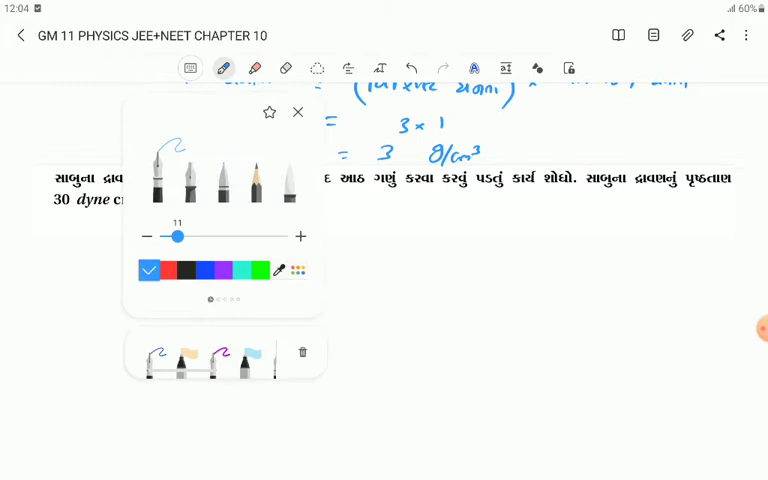 12:04 60%
GM 11 PHYSICS JEE+NEET CHAPTER 10
= 3 × 1
= 3 g/cm³
સાબુના દ્રાવ આઠ ગણું કરવા કરવું પડતું કાર્ય શોધો. સાબુના દ્રાવણનું પૃષ્ઠતાણ
30 dyne c
11